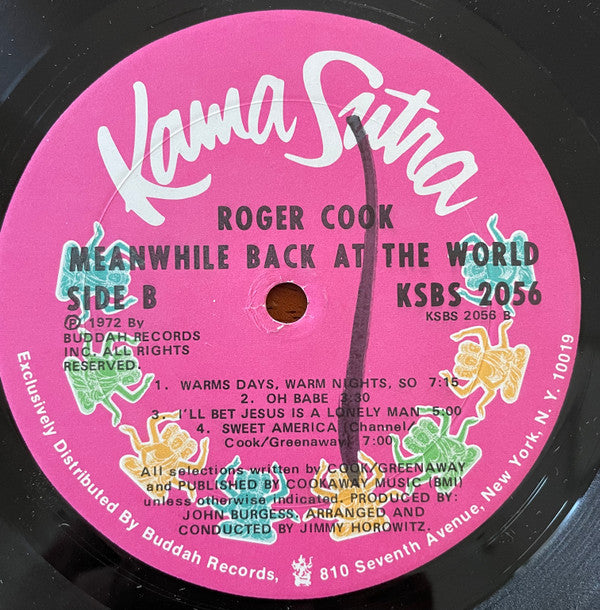 Kama Sutra
ROGER COOK
MEANWHILE BACK AT THE WORLD
SIDE B
KSBS 2056
KSBS 2056 B
℗ 1972 By
BUDDAH RECORDS
INC. ALL RIGHTS
RESERVED.
1. WARMS DAYS, WARM NIGHTS, SO 7:15
2. OH BABE 3:30
3. I'LL BET JESUS IS A LONELY MAN 5:00
4. SWEET AMERICA (Channel/
Cook/Greenaway) 7:00
All selections written by COOK/GREENAWAY
and PUBLISHED BY COOKAWAY MUSIC (BMI)
unless otherwise indicated. PRODUCED BY:
JOHN BURGESS, ARRANGED AND
CONDUCTED BY JIMMY HOROWITZ.
Exclusively Distributed By Buddah Records, 810 Seventh Avenue, New York, N. Y. 10019